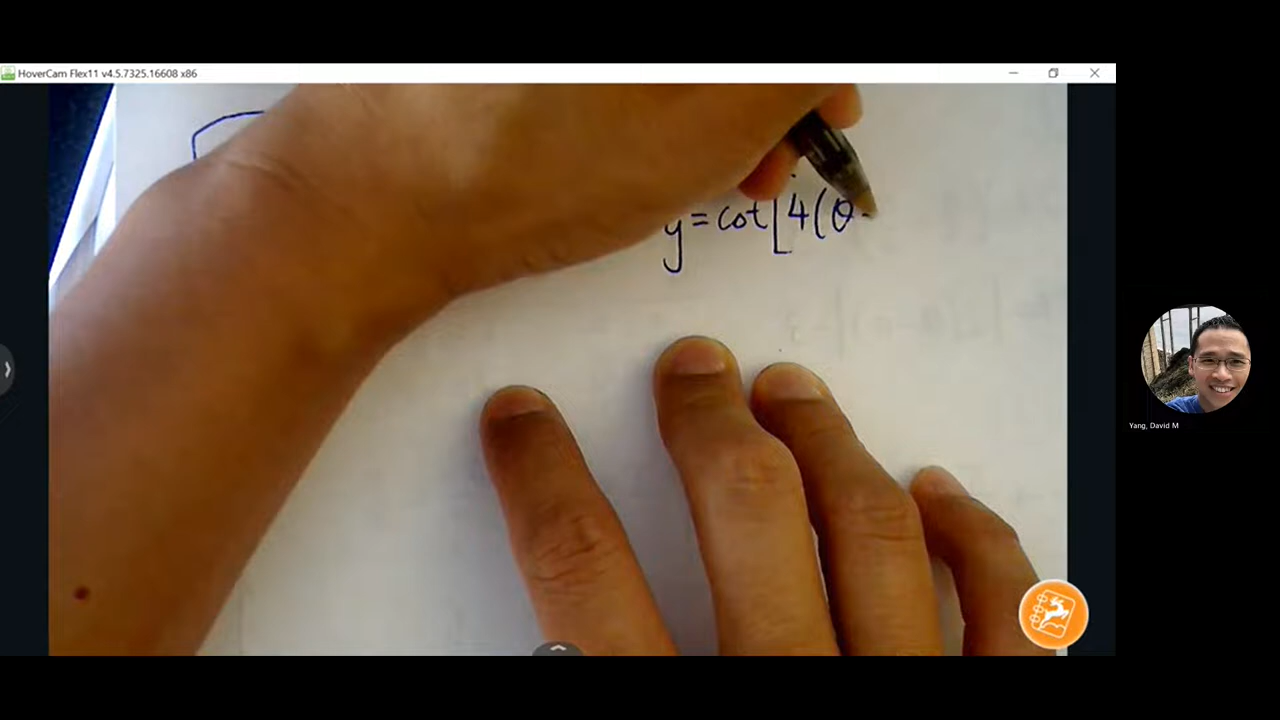 HoverCam Flex11 v4.5.7325.16608 x86
y = cot[4(θ-
Yang, David M